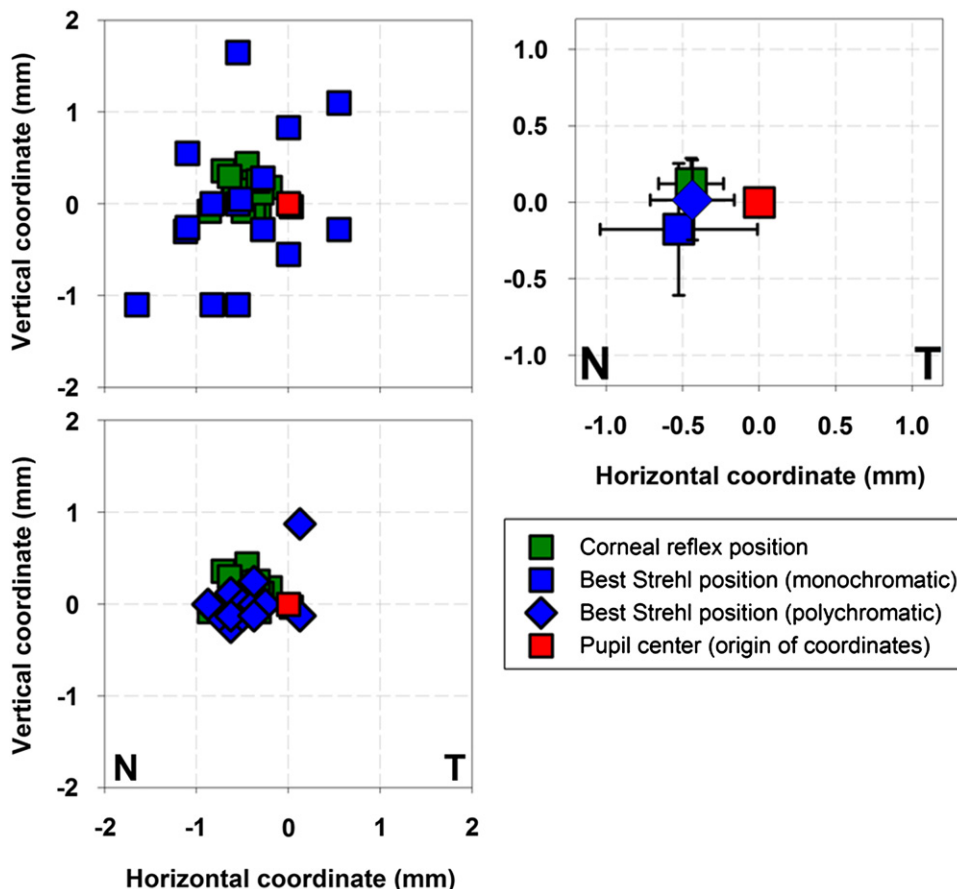 Vertical coordinate (mm)
2
1
0
-1
-2
1.0
0.5
0.0
-0.5
-1.0
N T
-1.0 -0.5 0.0 0.5 1.0
Horizontal coordinate (mm)
Vertical coordinate (mm)
2
1
0
-1
-2
N T
-2 -1 0 1 2
Horizontal coordinate (mm)
Corneal reflex position
Best Strehl position (monochromatic)
Best Strehl position (polychromatic)
Pupil center (origin of coordinates)